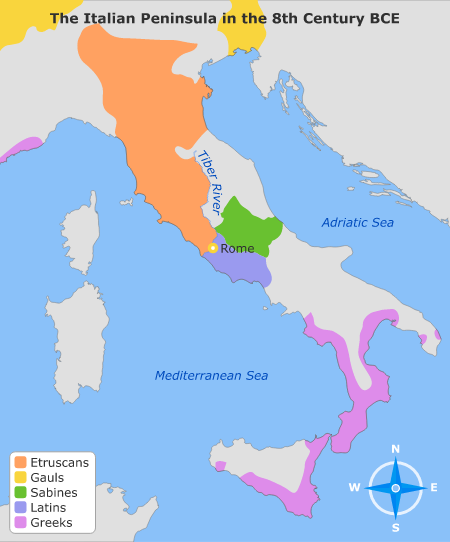 The Italian Peninsula in the 8th Century BCE
Tiber River
Adriatic Sea
Rome
Mediterranean Sea
Etruscans
Gauls
Sabines
Latins
Greeks
N
W
E
S